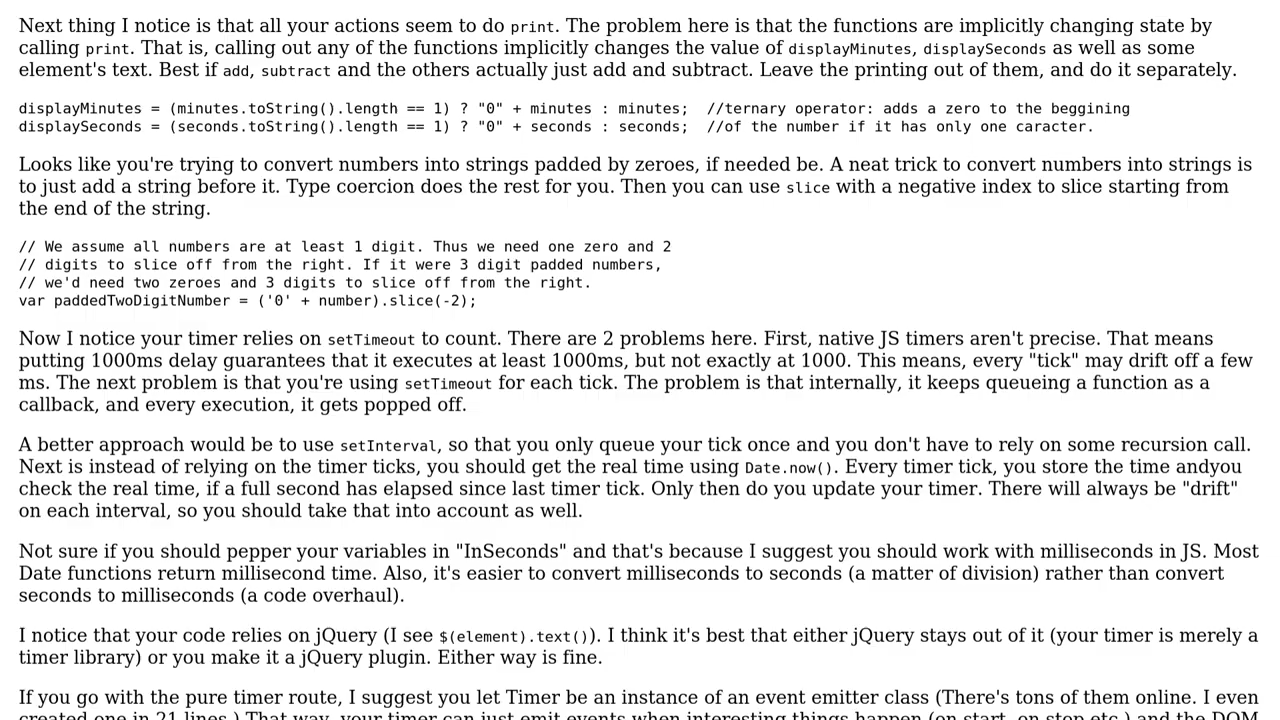 Next thing I notice is that all your actions seem to do print. The problem here is that the functions are implicitly changing state by
calling print. That is, calling out any of the functions implicitly changes the value of displayMinutes, displaySeconds as well as some
element's text. Best if add, subtract and the others actually just add and subtract. Leave the printing out of them, and do it separately.
displayMinutes = (minutes.toString().length == 1) ? "0" + minutes : minutes;  //ternary operator: adds a zero to the beggining
displaySeconds = (seconds.toString().length == 1) ? "0" + seconds : seconds;  //of the number if it has only one caracter.
Looks like you're trying to convert numbers into strings padded by zeroes, if needed be. A neat trick to convert numbers into strings is
to just add a string before it. Type coercion does the rest for you. Then you can use slice with a negative index to slice starting from
the end of the string.
// We assume all numbers are at least 1 digit. Thus we need one zero and 2
// digits to slice off from the right. If it were 3 digit padded numbers,
// we'd need two zeroes and 3 digits to slice off from the right.
var paddedTwoDigitNumber = ('0' + number).slice(-2);
Now I notice your timer relies on setTimeout to count. There are 2 problems here. First, native JS timers aren't precise. That means
putting 1000ms delay guarantees that it executes at least 1000ms, but not exactly at 1000. This means, every "tick" may drift off a few
ms. The next problem is that you're using setTimeout for each tick. The problem is that internally, it keeps queueing a function as a
callback, and every execution, it gets popped off.
A better approach would be to use setInterval, so that you only queue your tick once and you don't have to rely on some recursion call.
Next is instead of relying on the timer ticks, you should get the real time using Date.now(). Every timer tick, you store the time andyou
check the real time, if a full second has elapsed since last timer tick. Only then do you update your timer. There will always be "drift"
on each interval, so you should take that into account as well.
Not sure if you should pepper your variables in "InSeconds" and that's because I suggest you should work with milliseconds in JS. Most
Date functions return millisecond time. Also, it's easier to convert milliseconds to seconds (a matter of division) rather than convert
seconds to milliseconds (a code overhaul).
I notice that your code relies on jQuery (I see $(element).text()). I think it's best that either jQuery stays out of it (your timer is merely a
timer library) or you make it a jQuery plugin. Either way is fine.
If you go with the pure timer route, I suggest you let Timer be an instance of an event emitter class (There's tons of them online. I even
created one in 21 lines.) That way, your timer can just emit events when interesting things happen (on start, on stop etc.) and the DOM